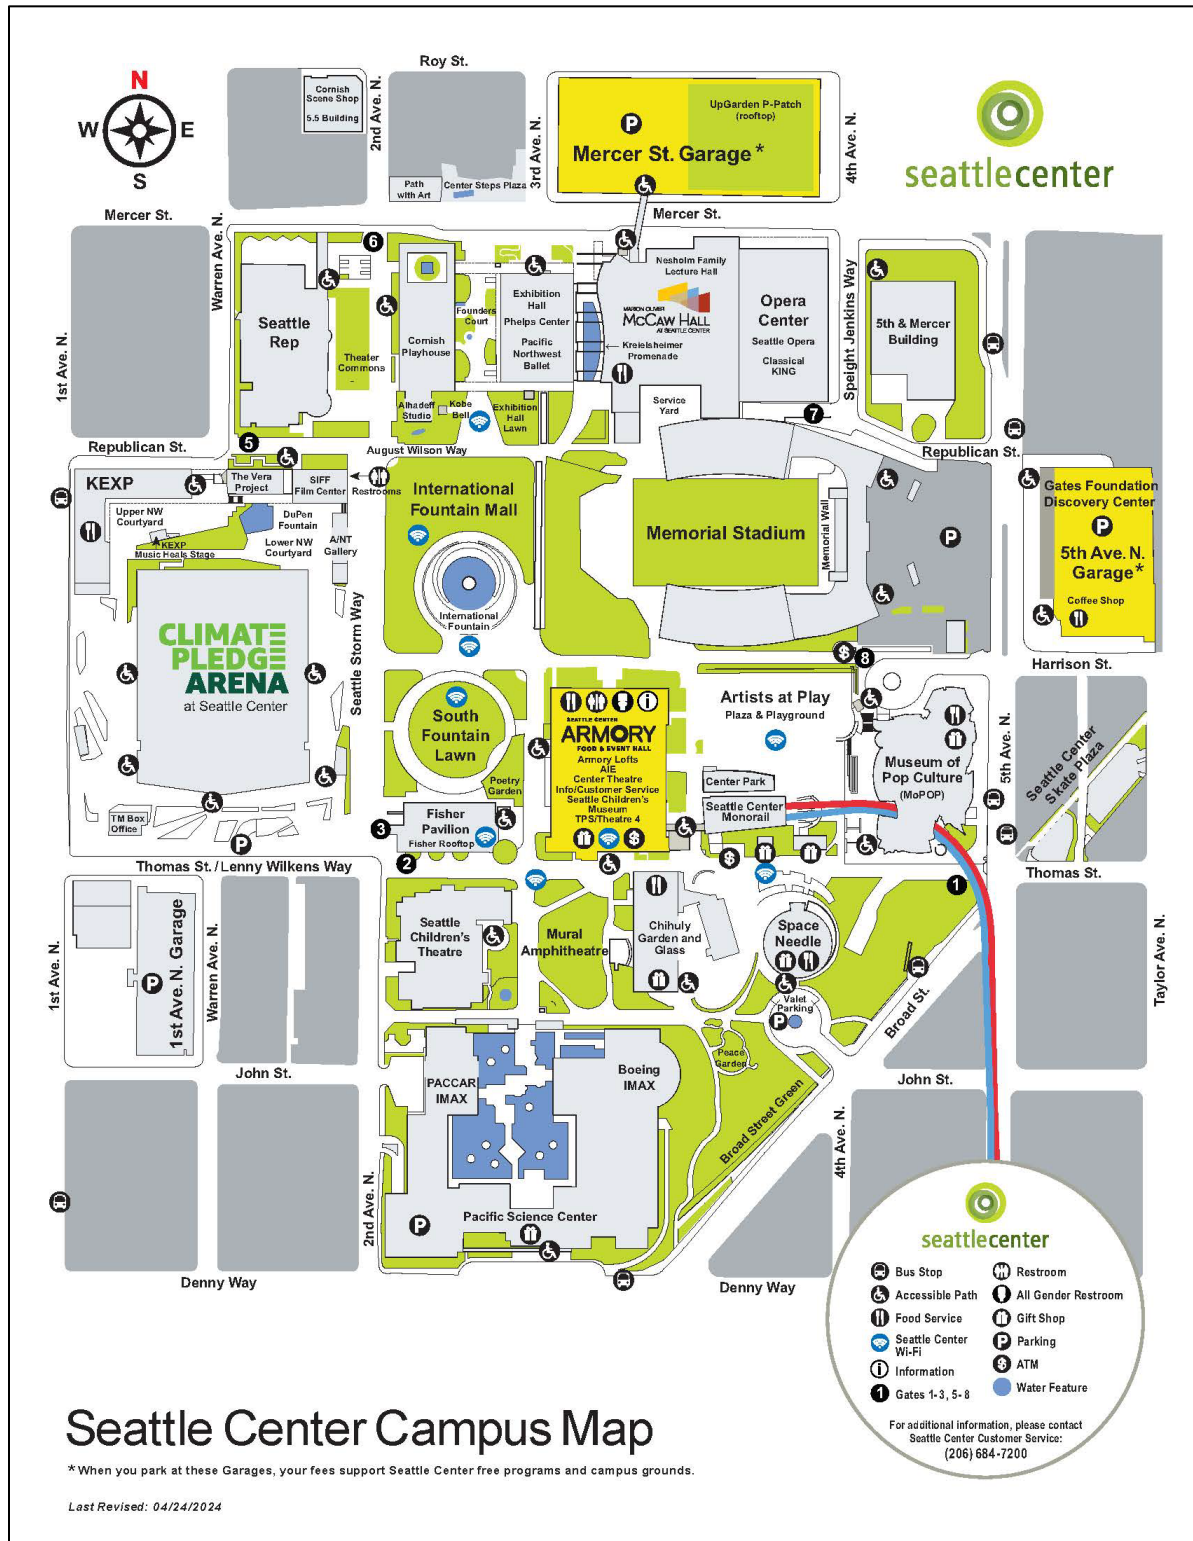 Roy St.
N
W
E
S
Cornish
Scene Shop
5.5 Building
2nd Ave. N.
Path
with Art
Center Steps Plaza
3rd Ave. N.
UpGarden P-Patch
(rooftop)
P
Mercer St. Garage*
4th Ave. N.
seattlecenter
Mercer St.
Mercer St.
Warren Ave. N.
1st Ave. N.
6
Seattle
Rep
Theater
Commons
Cornish
Playhouse
Founders
Court
Exhibition
Hall
Phelps Center
Pacific
Northwest
Ballet
Nesholm Family
Lecture Hall
MARION OLIVER
McCAW HALL
AT SEATTLE CENTER
Kreielsheimer
Promenade
Opera
Center
Seattle Opera
Classical
KING
Speight Jenkins Way
5th & Mercer
Building
Alhadeff
Studio
Kobe
Bell
Exhibition
Hall
Lawn
Service
Yard
7
Republican St.
5
August Wilson Way
Republican St.
KEXP
The Vera
Project
SIFF
Film Center
Restrooms
International
Fountain Mall
Upper NW
Courtyard
DuPen
Fountain
KEXP
Music Heals Stage
Lower NW
Courtyard
A/NT
Gallery
Memorial Stadium
Memorial Wall
P
Gates Foundation
Discovery Center
P
5th Ave. N.
Garage*
Coffee Shop
International
Fountain
CLIMATE
PLEDGE
ARENA
at Seattle Center
Seattle Storm Way
$
8
Harrison St.
South
Fountain
Lawn
Poetry
Garden
i
SEATTLE CENTER
ARMORY
FOOD & EVENT HALL
Armory Lofts
AIE
Center Theatre
Info/Customer Service
Seattle Children's
Museum
TPS/Theatre 4
$
Artists at Play
Plaza & Playground
Center Park
Seattle Center
Monorail
Museum of
Pop Culture
(MoPOP)
5th Ave. N.
Seattle Center
Skate Plaza
TM Box
Office
P
3
Fisher
Pavilion
Fisher Rooftop
2
$
Thomas St. / Lenny Wilkens Way
Thomas St.
1
1st Ave. N.
1st Ave. N. Garage
P
Warren Ave. N.
Seattle
Children's
Theatre
Mural
Amphitheatre
Chihuly
Garden and
Glass
Space
Needle
Valet
Parking
P
Broad St.
Taylor Ave. N.
John St.
John St.
PACCAR
IMAX
Boeing
IMAX
Peace
Garden
Broad Street Green
4th Ave. N.
2nd Ave. N.
P
Pacific Science Center
Denny Way
Denny Way
seattlecenter
Bus Stop
Accessible Path
Food Service
Seattle Center
Wi-Fi
i Information
1 Gates 1-3, 5-8
Restroom
All Gender Restroom
Gift Shop
P Parking
$ ATM
Water Feature
For additional information, please contact
Seattle Center Customer Service:
(206) 684-7200
Seattle Center Campus Map
*When you park at these Garages, your fees support Seattle Center free programs and campus grounds.
Last Revised: 04/24/2024